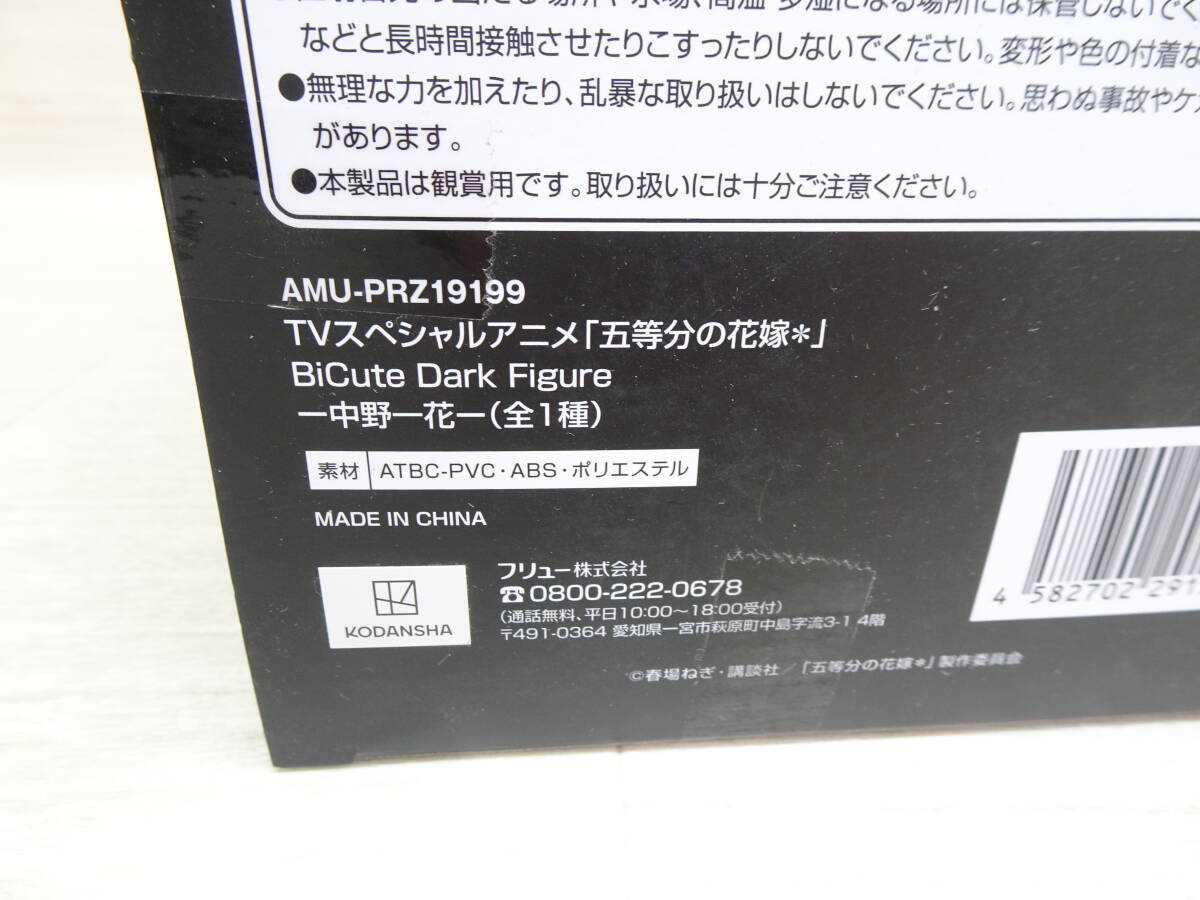 などと長時間接触させたりこすったりしないでください。変形や色の付着な
●無理な力を加えたり、乱暴な取り扱いはしないでください。思わぬ事故やケガ
があります。
●本製品は観賞用です。取り扱いには十分ご注意ください。
AMU-PRZ19199
TVスペシャルアニメ「五等分の花嫁＊」
BiCute Dark Figure
ー中野一花ー（全1種）
素材 ATBC-PVC・ABS・ポリエステル
MADE IN CHINA
KODANSHA
フリュー株式会社
☎0800-222-0678
（通話無料、平日10:00〜18:00受付）
〒491-0364 愛知県一宮市萩原町中島字流3-1 4階
©春場ねぎ・講談社／「五等分の花嫁＊」製作委員会
4 582702 291